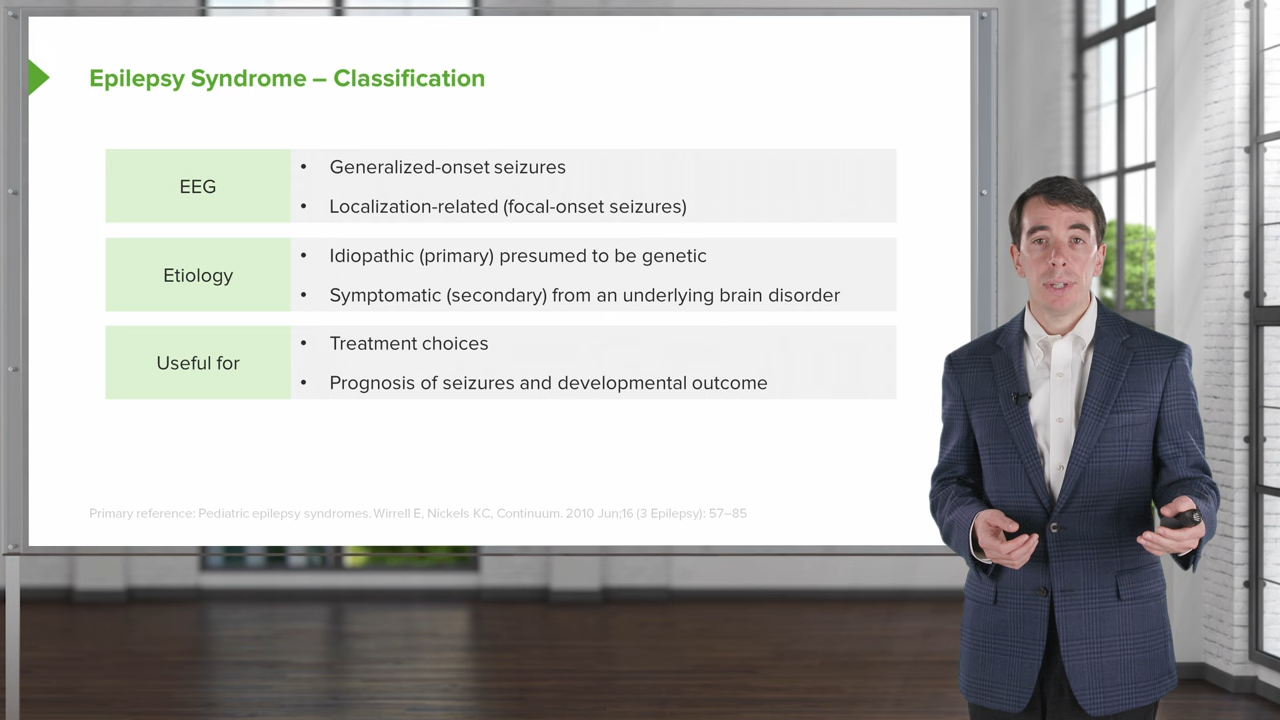 Epilepsy Syndrome – Classification
EEG
• Generalized-onset seizures
• Localization-related (focal-onset seizures)
Etiology
• Idiopathic (primary) presumed to be genetic
• Symptomatic (secondary) from an underlying brain disorder
Useful for
• Treatment choices
• Prognosis of seizures and developmental outcome
Primary reference: Pediatric epilepsy syndromes. Wirrell E, Nickels KC, Continuum. 2010 Jun;16 (3 Epilepsy): 57–85